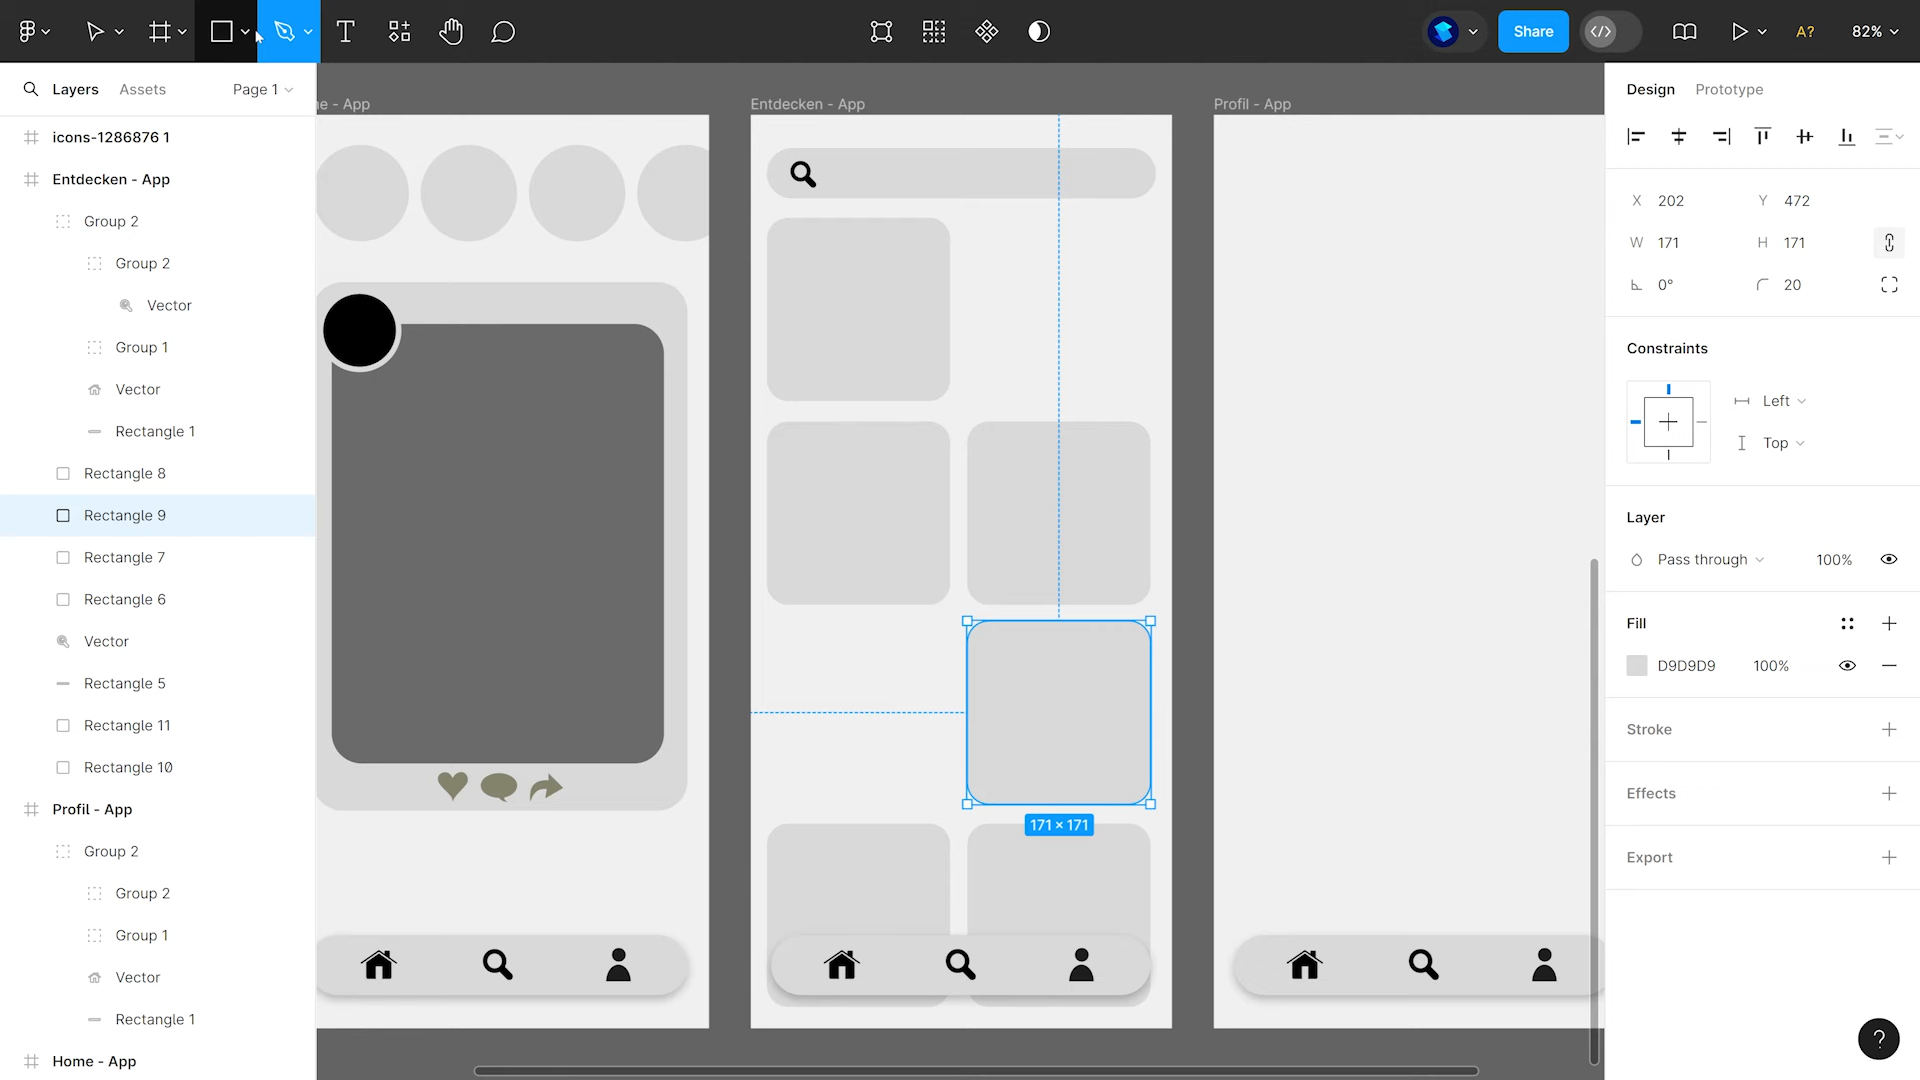 Share
A?
82%
Layers
Assets
Page 1
icons-1286876 1
Entdecken - App
Group 2
Group 2
Vector
Group 1
Vector
Rectangle 1
Rectangle 8
Rectangle 9
Rectangle 7
Rectangle 6
Vector
Rectangle 5
Rectangle 11
Rectangle 10
Profil - App
Group 2
Group 2
Group 1
Vector
Rectangle 1
Home - App
ne - App
Entdecken - App
Profil - App
171 × 171
Design
Prototype
X 202
Y 472
W 171
H 171
0°
20
Constraints
Left
Top
Layer
Pass through
100%
Fill
D9D9D9
100%
Stroke
Effects
Export
?